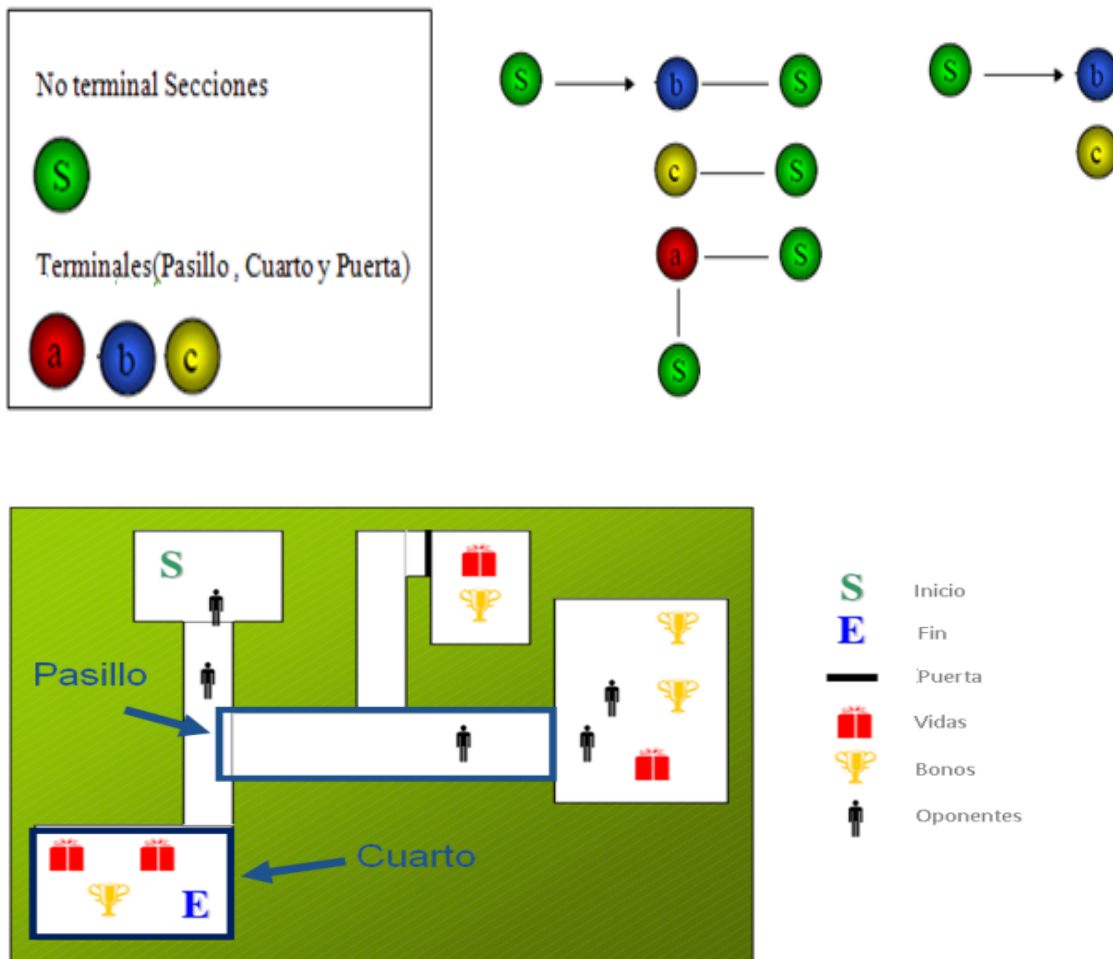 No terminal Secciones
S
Terminales(Pasillo , Cuarto y Puerta)
a b c
S b S
c S
a S
S
S b
c
S
Pasillo
Cuarto
E
S Inicio
E Fin
Puerta
Vidas
Bonos
Oponentes